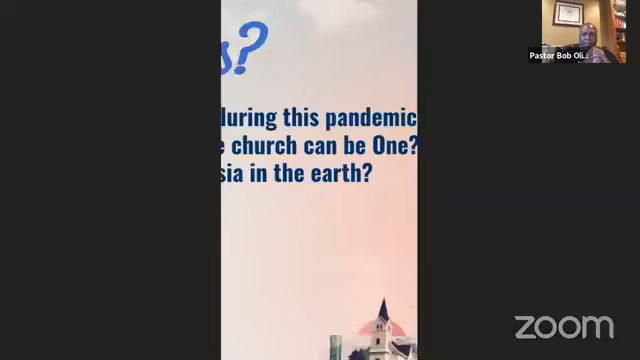 s?
during this pandemic
e church can be One?
sia in the earth?
Pastor Bob Oli...
zoom